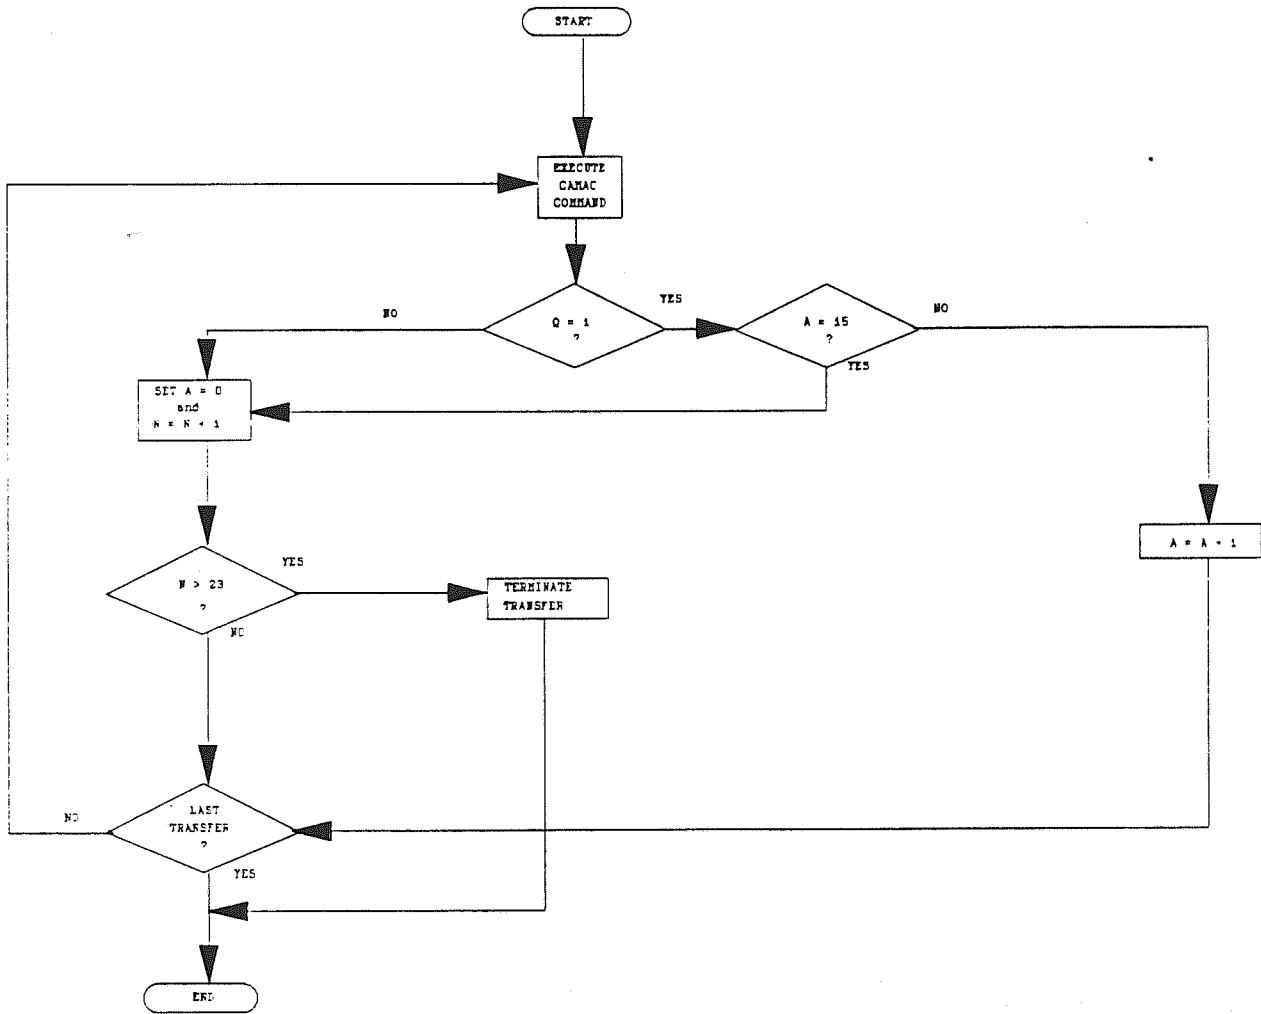 START
EXECUTE
CAMAC
COMMAND
NO
Q = 1
?
YES
A = 15
?
NO
YES
SET A = 0
and
N = N + 1
A = A + 1
N > 23
?
YES
NO
TERMINATE
TRANSFER
NO
LAST
TRANSFER
?
YES
END